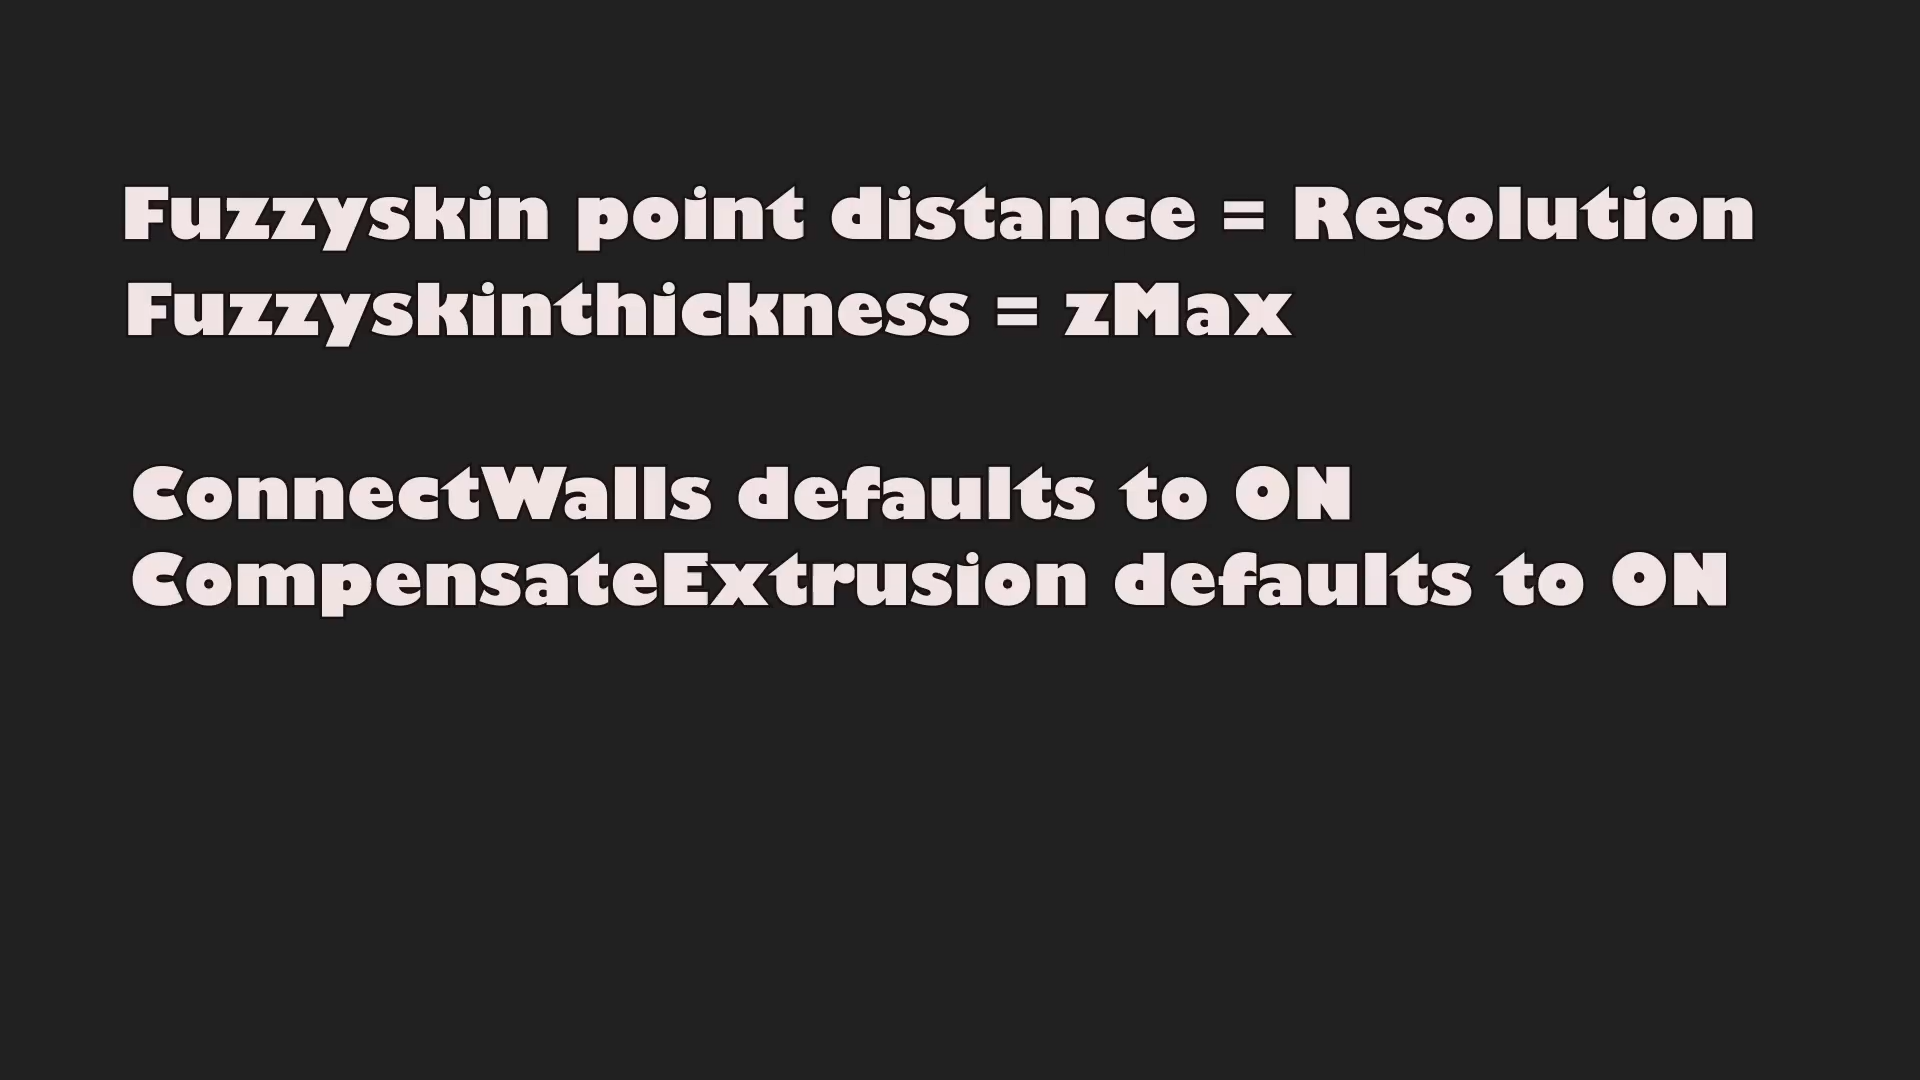 Fuzzyskin point distance = Resolution
Fuzzyskinthickness = zMax
ConnectWalls defaults to ON
CompensateExtrusion defaults to ON